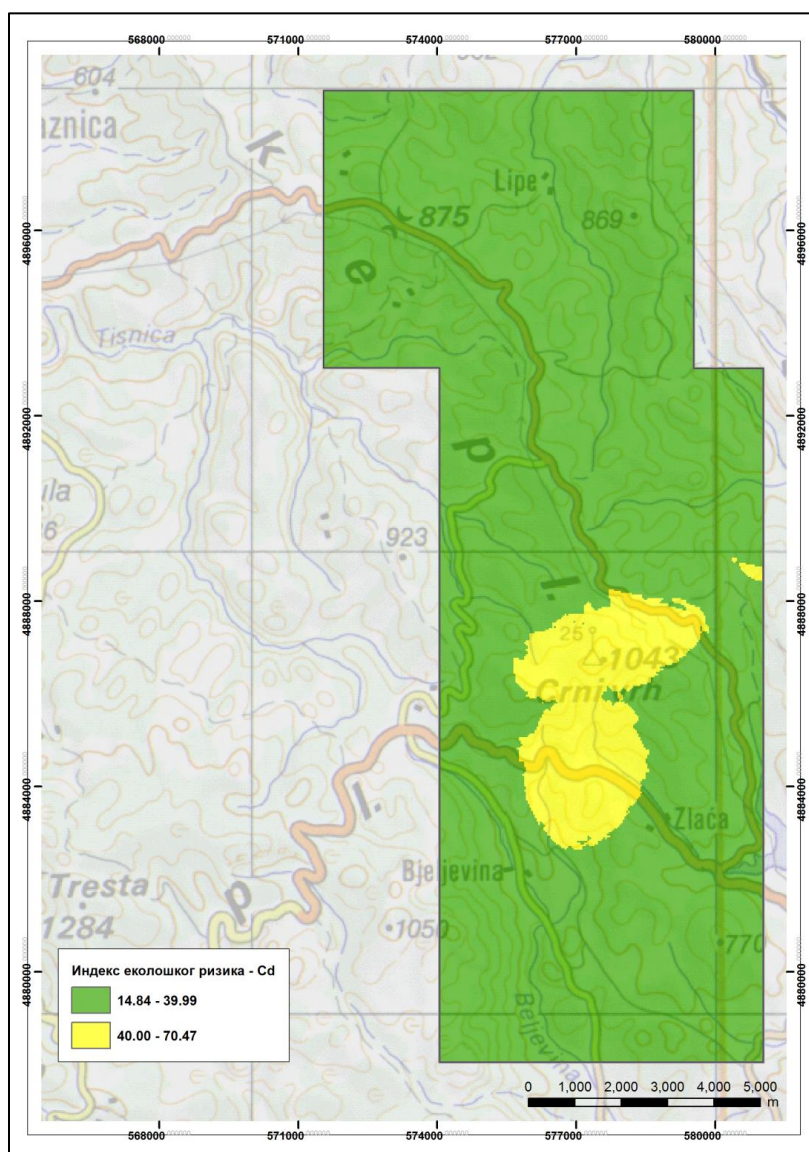 568000 571000 574000 577000 580000
604
aznica
k
Lipe
875
869
4896000 4896000
e
Tisnica
4892000 4892000
p
ula
923
l.
4888000 4888000
25
1043
Crni vrh
4884000 4884000
l.
Zlaća
Bjeljevina
Tresta
p
1284
1050
770
Индекс еколошког ризика - Cd
14.84 - 39.99
40.00 - 70.47
4880000 4880000
Beljevina
0 1,000 2,000 3,000 4,000 5,000
m
568000 571000 574000 577000 580000